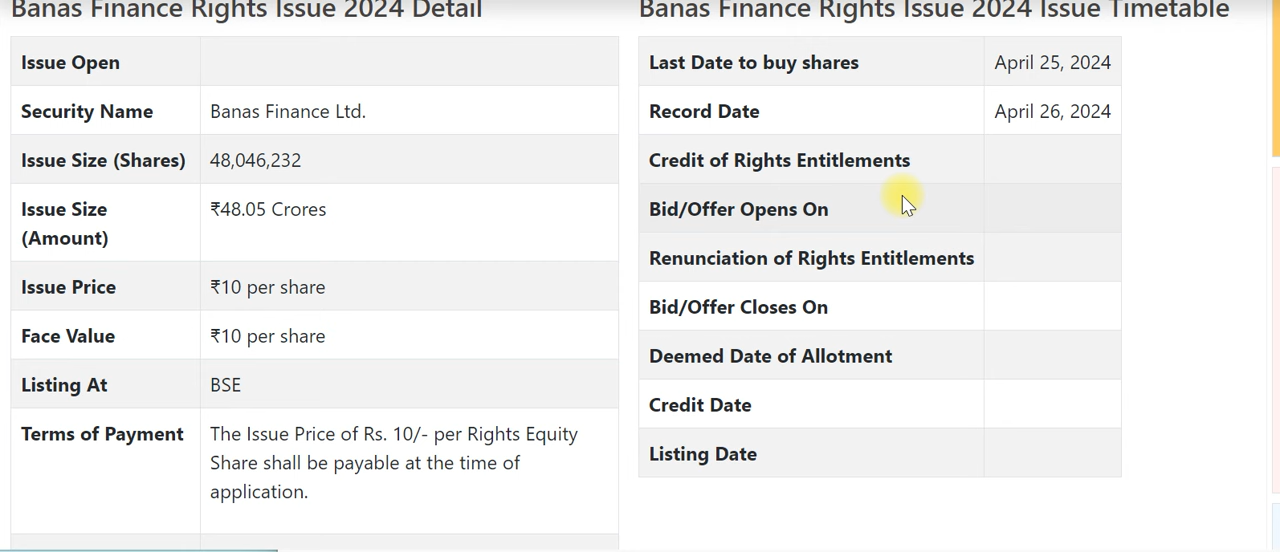 Banas Finance Rights Issue 2024 Detail
Issue Open
Security Name Banas Finance Ltd.
Issue Size (Shares) 48,046,232
Issue Size ₹48.05 Crores
(Amount)
Issue Price ₹10 per share
Face Value ₹10 per share
Listing At BSE
Terms of Payment The Issue Price of Rs. 10/- per Rights Equity
Share shall be payable at the time of
application.
Banas Finance Rights Issue 2024 Issue Timetable
Last Date to buy shares April 25, 2024
Record Date April 26, 2024
Credit of Rights Entitlements
Bid/Offer Opens On
Renunciation of Rights Entitlements
Bid/Offer Closes On
Deemed Date of Allotment
Credit Date
Listing Date